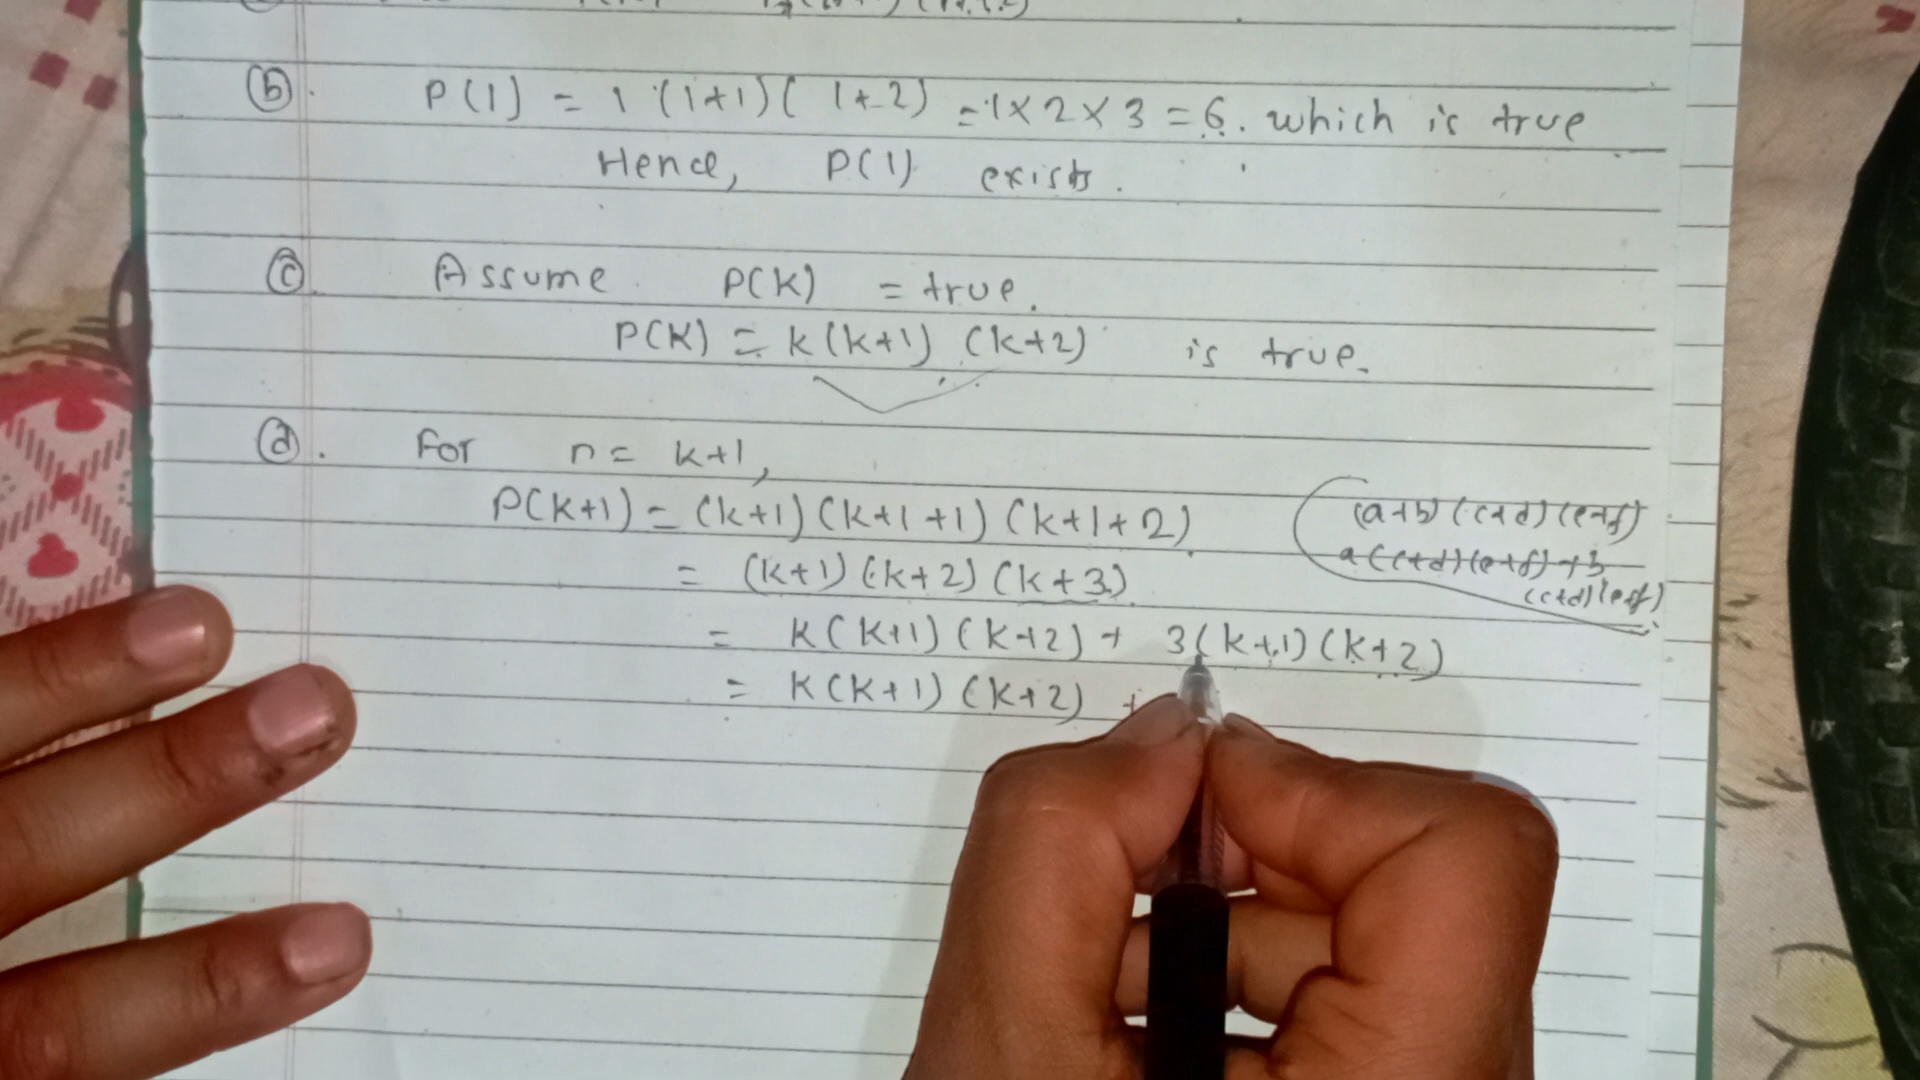 (b). P(1) = 1 (1+1)(1+2) = 1×2×3 = 6. which is true
Hence, P(1) exists.
(c) Assume P(K) = true.
P(K) = k(k+1) (k+2) is true.
(d). For n = k+1,
P(k+1) = (k+1)(k+1+1)(k+1+2)
(a+b)(c+d)(e+f)
= (k+1)(k+2)(k+3)
a(c+d)(e+f)+b
(c+d)(e+f)
= k(k+1)(k+2) + 3(k+1)(k+2)
= k(k+1)(k+2) +